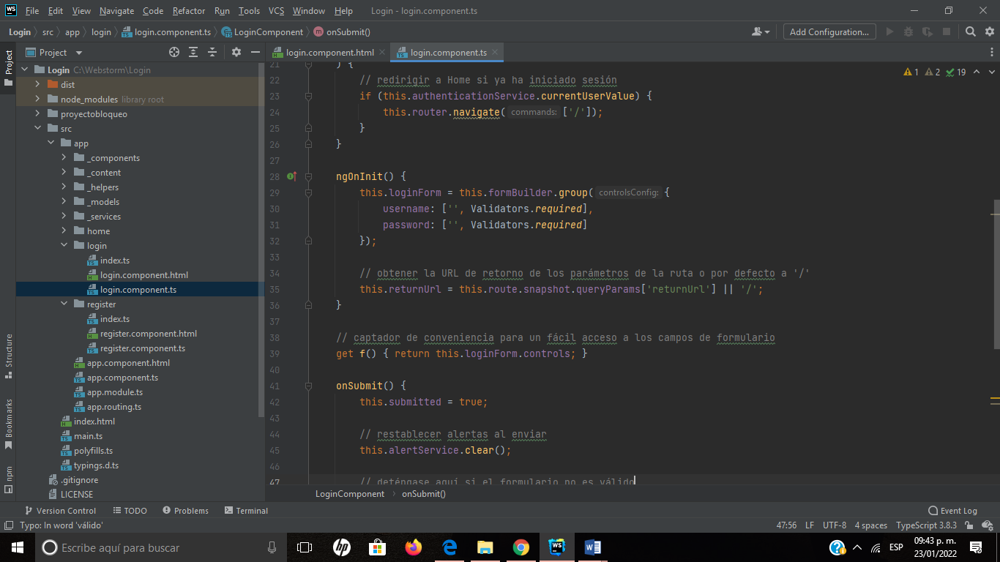 WS File Edit View Navigate Code Refactor Run Tools VCS Window Help Login - login.component.ts
Login src app login login.component.ts LoginComponent m onSubmit() Add Configuration...
Project
login.component.html login.component.ts
Project
Login C:\Webstorm\Login
dist
node_modules library root
proyectobloqueo
src
app
_components
_content
_helpers
_models
_services
home
login
index.ts
login.component.html
login.component.ts
register
index.ts
register.component.html
register.component.ts
app.component.html
app.component.ts
app.module.ts
app.routing.ts
index.html
main.ts
polyfills.ts
typings.d.ts
.gitignore
LICENSE
Structure
Bookmarks
npm
1 2 19
21 ) {
22 // redirigir a Home si ya ha iniciado sesión
23 if (this.authenticationService.currentUserValue) {
24 this.router.navigate( commands: ['/']);
25 }
26 }
27
28 ngOnInit() {
29 this.loginForm = this.formBuilder.group( controlsConfig: {
30 username: ['', Validators.required],
31 password: ['', Validators.required]
32 });
33
34 // obtener la URL de retorno de los parámetros de la ruta o por defecto a '/'
35 this.returnUrl = this.route.snapshot.queryParams['returnUrl'] || '/';
36 }
37
38 // captador de conveniencia para un fácil acceso a los campos de formulario
39 get f() { return this.loginForm.controls; }
40
41 onSubmit() {
42 this.submitted = true;
43
44 // restablecer alertas al enviar
45 this.alertService.clear();
46
47 // deténgase aquí si el formulario no es válido
LoginComponent onSubmit()
Version Control TODO Problems Terminal Event Log
Typo: In word 'válido' 47:56 LF UTF-8 4 spaces TypeScript 3.8.3
Escribe aquí para buscar hp WS W ESP 09:43 p. m.
23/01/2022